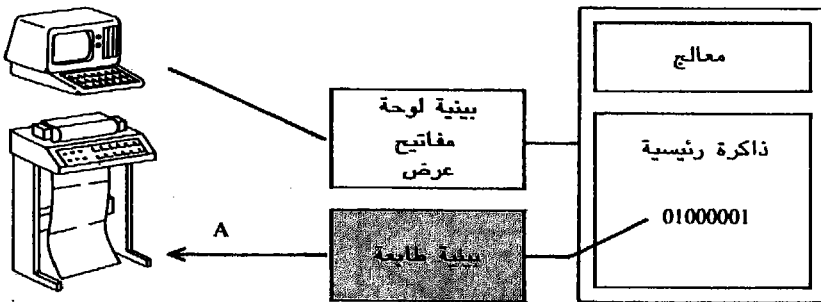 معالج
بينية لوحة
مفاتيح
عرض
ذاكرة رئيسية
01000001
A
بينية طابعة